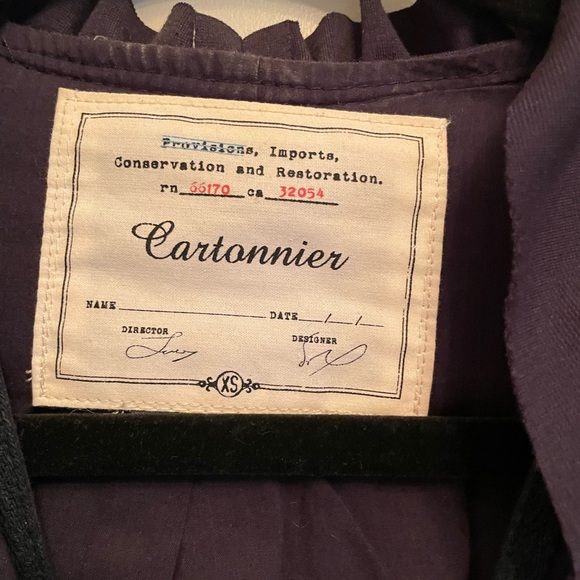 Provisions, Imports,
Conservation and Restoration.
rn 66170 ca 32054
Cartonnier
NAME DATE / /
DIRECTOR DESIGNER
XS